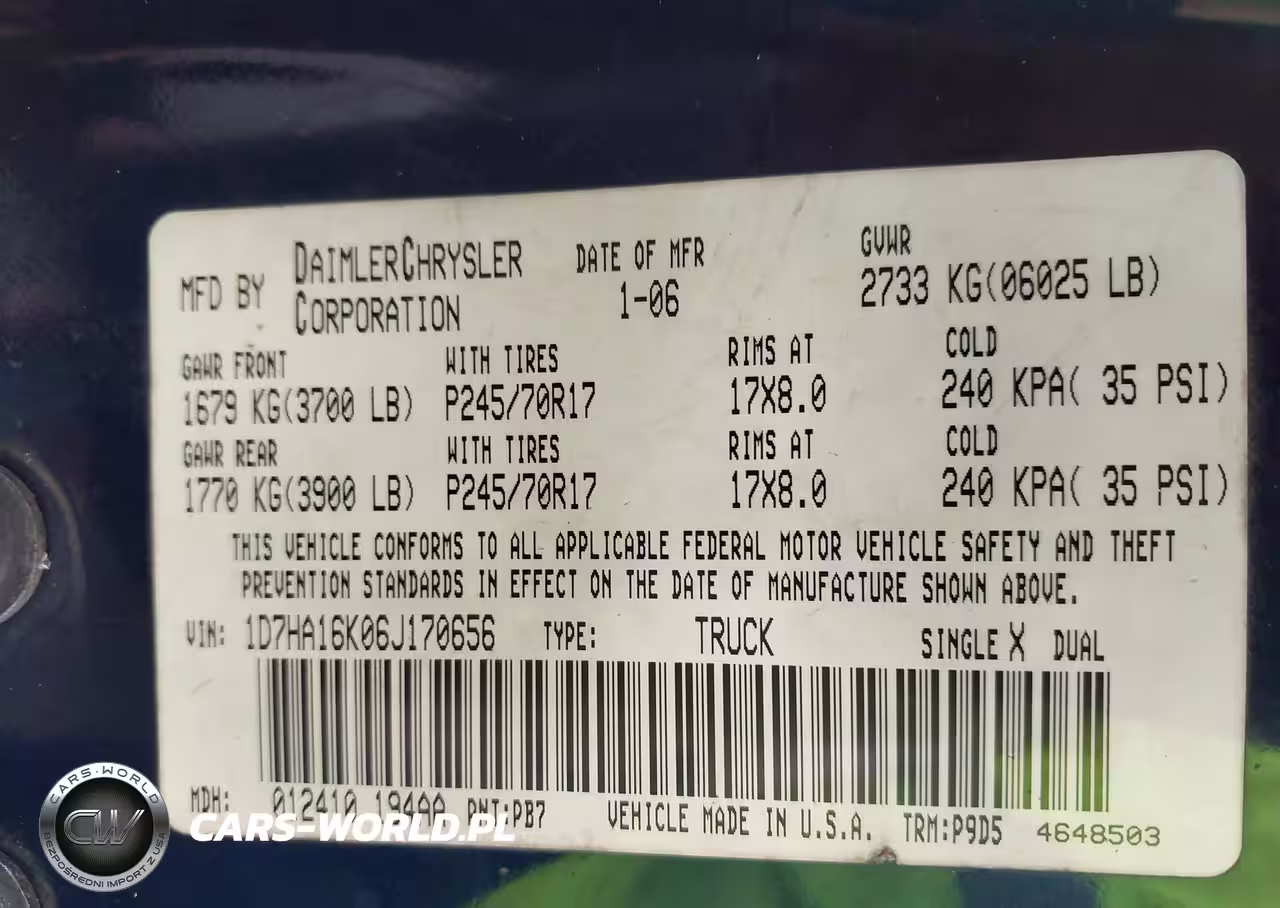 MFD BY DAIMLERCHRYSLER CORPORATION
DATE OF MFR
1-06
GVWR
2733 KG(06025 LB)
GAWR FRONT WITH TIRES RIMS AT COLD
1679 KG(3700 LB) P245/70R17 17X8.0 240 KPA( 35 PSI)
GAWR REAR WITH TIRES RIMS AT COLD
1770 KG(3900 LB) P245/70R17 17X8.0 240 KPA( 35 PSI)
THIS VEHICLE CONFORMS TO ALL APPLICABLE FEDERAL MOTOR VEHICLE SAFETY AND THEFT
PREVENTION STANDARDS IN EFFECT ON THE DATE OF MANUFACTURE SHOWN ABOVE.
VIN: 1D7HA16K06J170656 TYPE: TRUCK SINGLE X DUAL
MDH: 012410 194AA PNT:PB7 VEHICLE MADE IN U.S.A. TRM:P9D5 4648503
CARS-WORLD.PL
CARS-WORLD
CW
BEZPOŚREDNI IMPORT Z USA